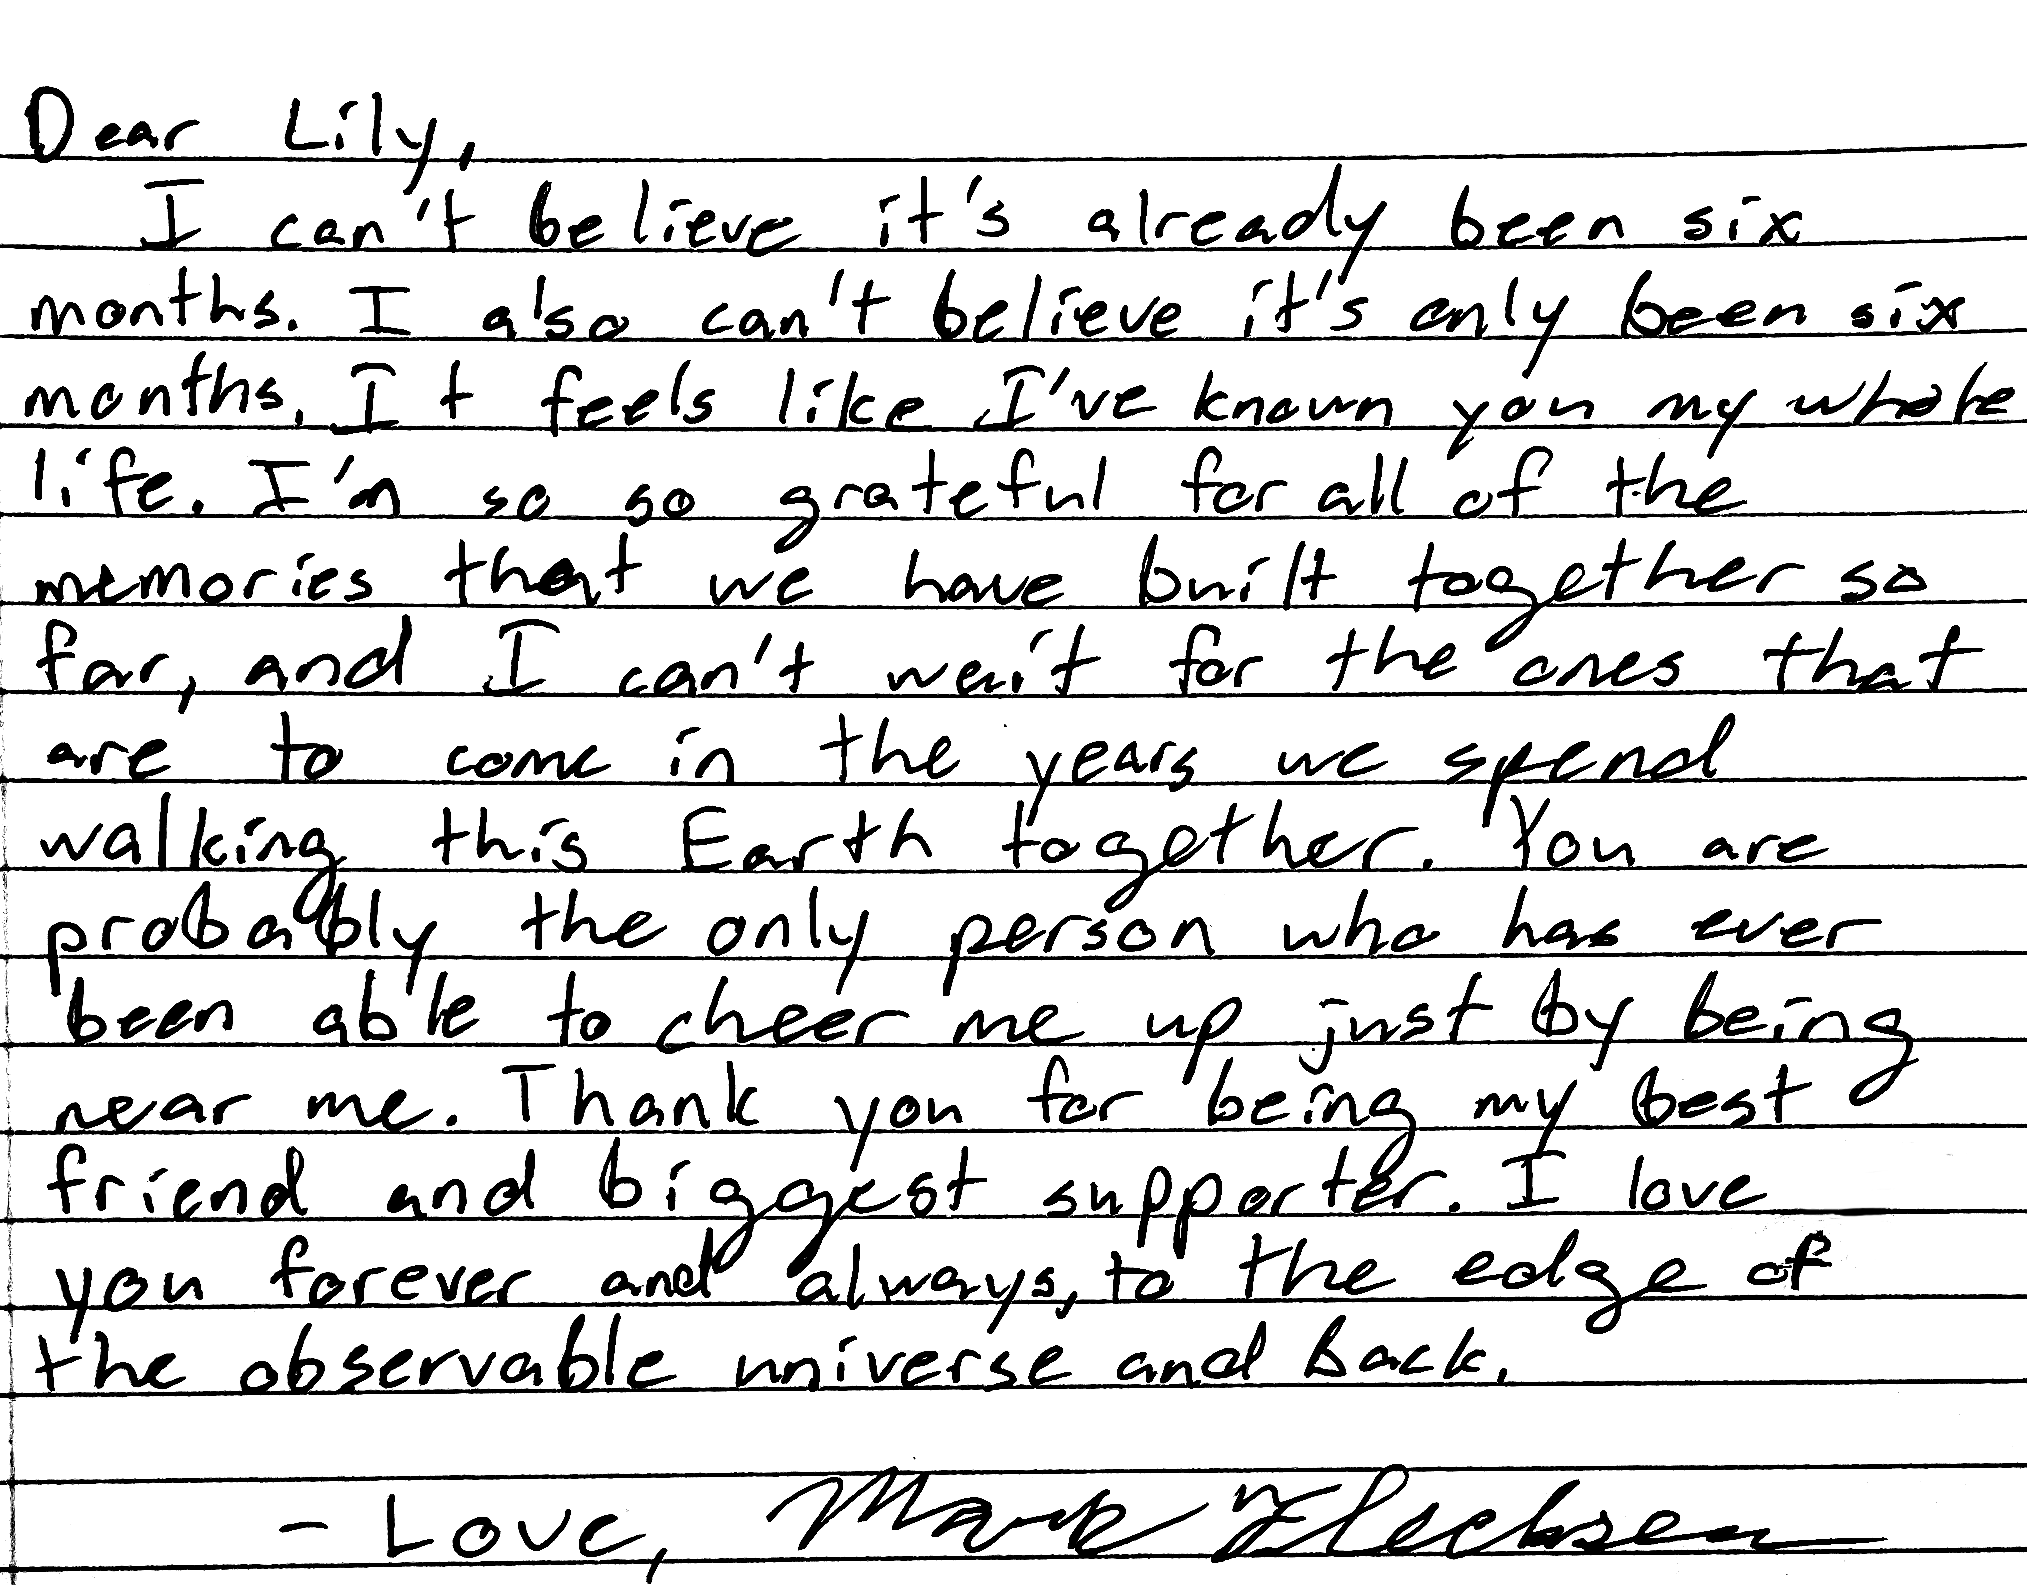 Dear Lily,
I can't believe it's already been six
months. I also can't believe it's only been six
months. It feels like I've known you my whole
life. I'm so so grateful for all of the
memories that we have built together so
far, and I can't wait for the ones that
are to come in the years we spend
walking this Earth together. You are
probably the only person who has ever
been able to cheer me up just by being
near me. Thank you for being my best
friend and biggest supporter. I love
you forever and always, to the edge of
the observable universe and back.
- Love, Mark